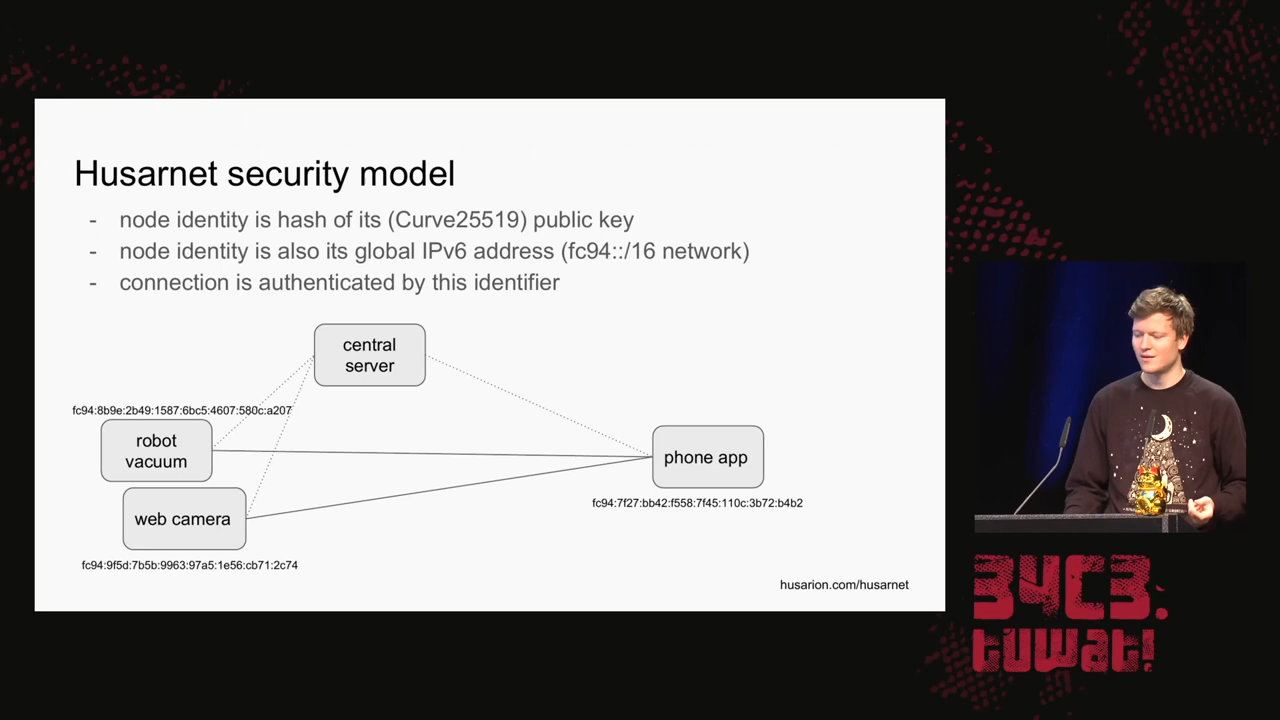 Husarnet security model
- node identity is hash of its (Curve25519) public key
- node identity is also its global IPv6 address (fc94::/16 network)
- connection is authenticated by this identifier
central
server
fc94:8b9e:2b49:1587:6bc5:4607:580c:a207
robot
vacuum
phone app
fc94:7f27:bb42:f558:7f45:110c:3b72:b4b2
web camera
fc94:9f5d:7b5b:9963:97a5:1e56:cb71:2c74
husarion.com/husarnet
34C3.
tuwat!